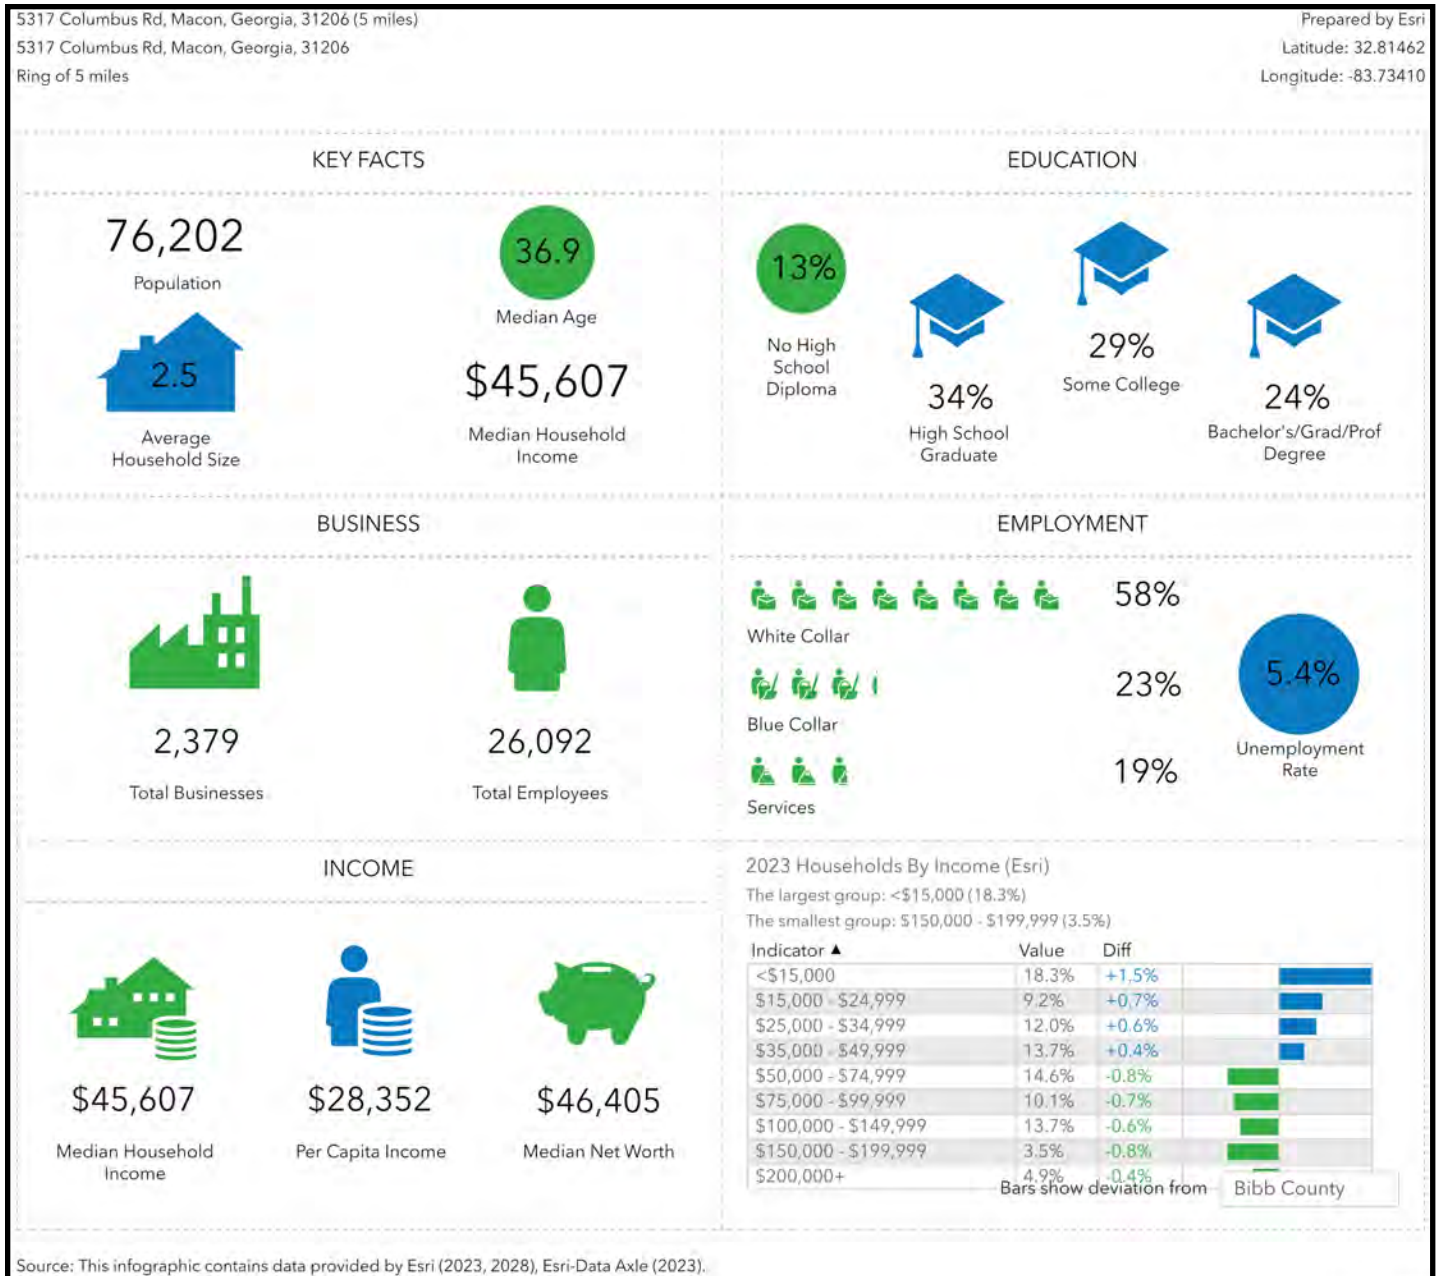 5317 Columbus Rd, Macon, Georgia, 31206 (5 miles)
5317 Columbus Rd, Macon, Georgia, 31206
Ring of 5 miles
Prepared by Esri
Latitude: 32.81462
Longitude: -83.73410
KEY FACTS
76,202
Population
36.9
Median Age
2.5
Average
Household Size
$45,607
Median Household
Income
EDUCATION
13%
No High
School
Diploma
34%
High School
Graduate
29%
Some College
24%
Bachelor's/Grad/Prof
Degree
BUSINESS
2,379
Total Businesses
26,092
Total Employees
EMPLOYMENT
58%
White Collar
23%
Blue Collar
19%
Services
5.4%
Unemployment
Rate
INCOME
$45,607
Median Household
Income
$28,352
Per Capita Income
$46,405
Median Net Worth
2023 Households By Income (Esri)
The largest group: <$15,000 (18.3%)
The smallest group: $150,000 - $199,999 (3.5%)
Indicator ▲ Value Diff
<$15,000 18.3% +1.5%
$15,000 - $24,999 9.2% +0.7%
$25,000 - $34,999 12.0% +0.6%
$35,000 - $49,999 13.7% +0.4%
$50,000 - $74,999 14.6% -0.8%
$75,000 - $99,999 10.1% -0.7%
$100,000 - $149,999 13.7% -0.6%
$150,000 - $199,999 3.5% -0.8%
$200,000+ 4.9% -0.4%
Bars show deviation from Bibb County
Source: This infographic contains data provided by Esri (2023, 2028), Esri-Data Axle (2023).